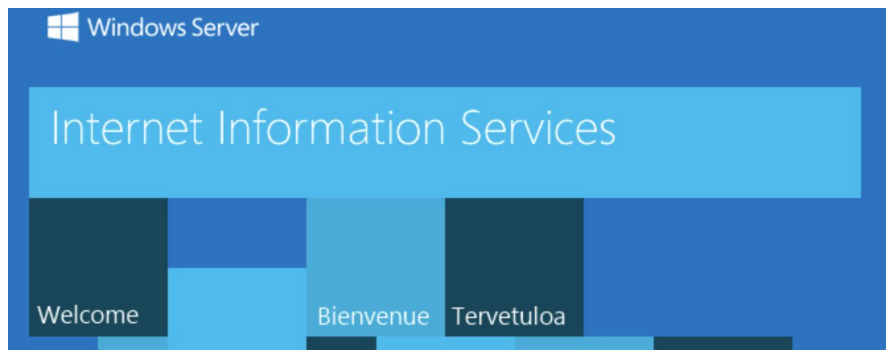 Windows Server
Internet Information Services
Welcome
Bienvenue
Tervetuloa